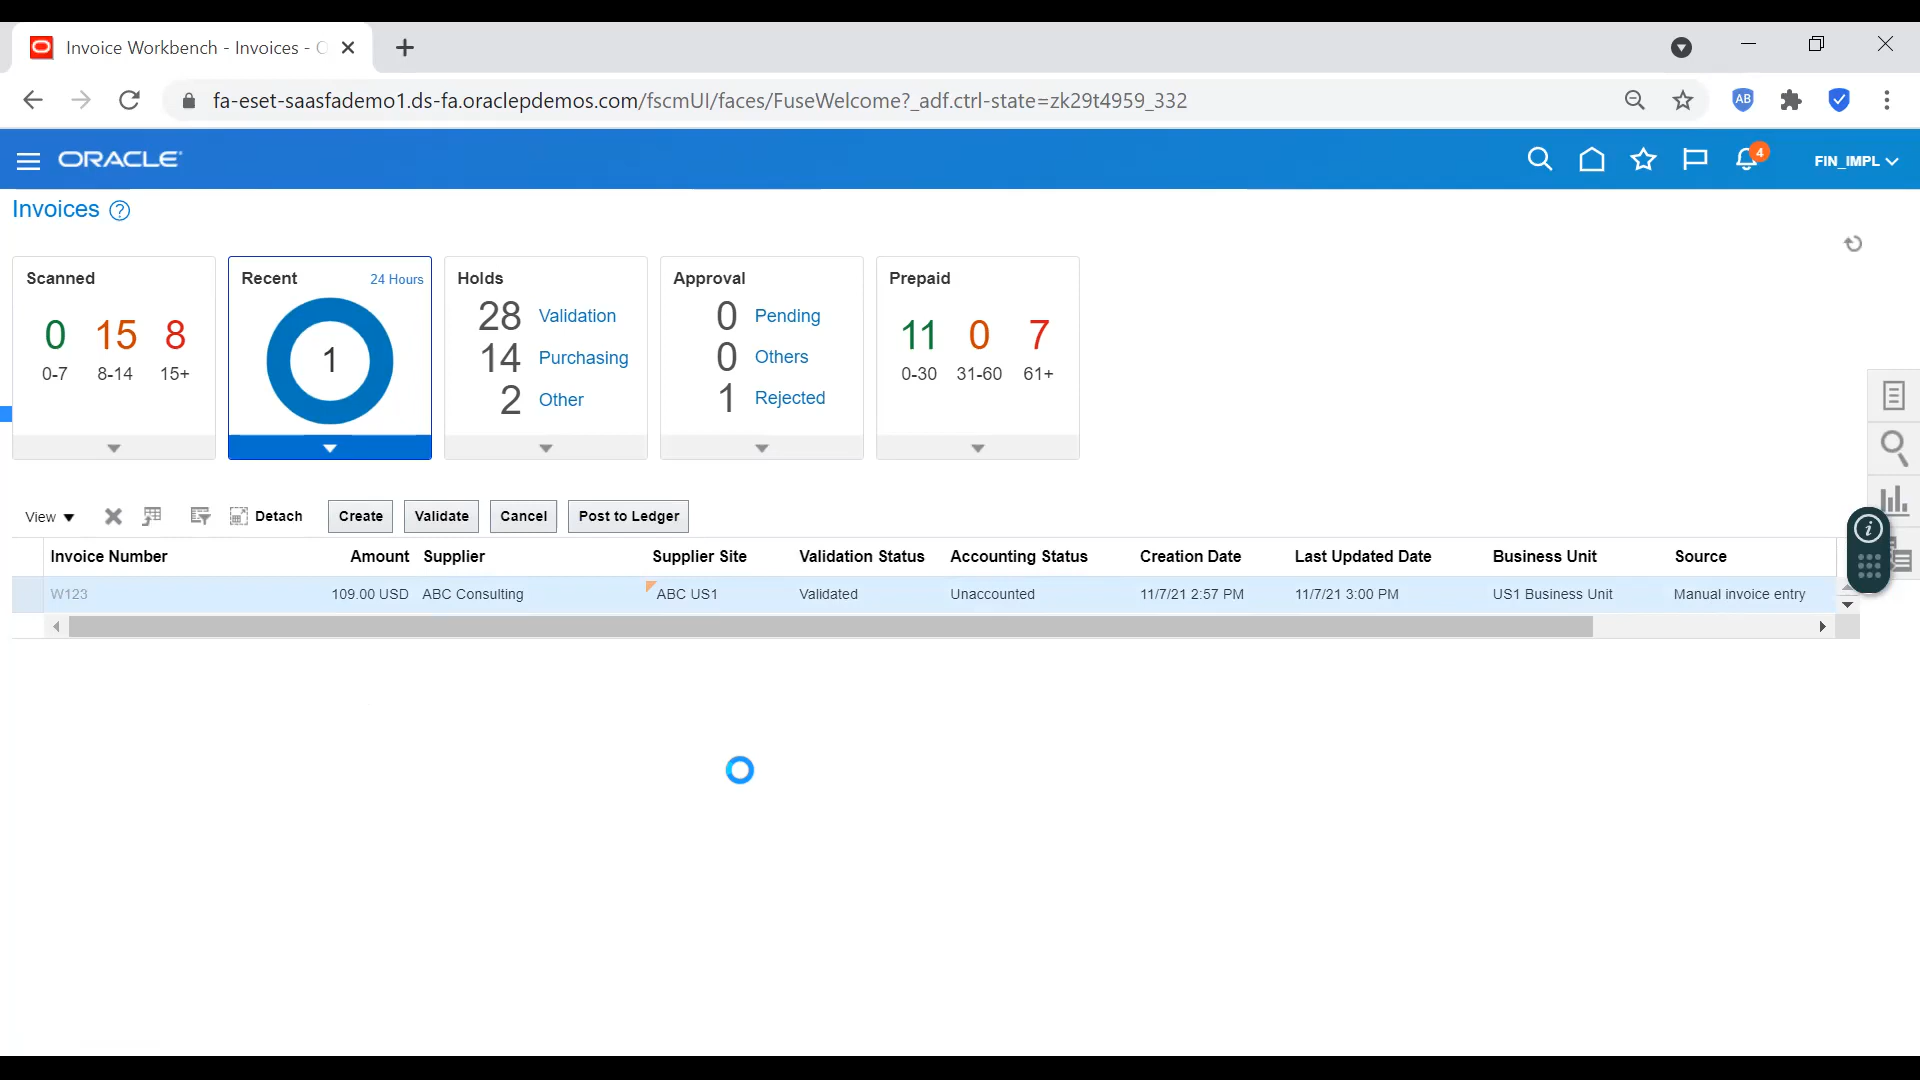 Invoice Workbench - Invoices - O
fa-eset-saasfademo1.ds-fa.oraclepdemos.com/fscmUI/faces/FuseWelcome?_adf.ctrl-state=zk29t4959_332
AB
ORACLE
4
FIN_IMPL
Invoices ?
Scanned
0 15 8
0-7 8-14 15+
Recent 24 Hours
1
Holds
28 Validation
14 Purchasing
2 Other
Approval
0 Pending
0 Others
1 Rejected
Prepaid
11 0 7
0-30 31-60 61+
View Detach Create Validate Cancel Post to Ledger
Invoice Number Amount Supplier Supplier Site Validation Status Accounting Status Creation Date Last Updated Date Business Unit Source
W123 109.00 USD ABC Consulting ABC US1 Validated Unaccounted 11/7/21 2:57 PM 11/7/21 3:00 PM US1 Business Unit Manual invoice entry
i